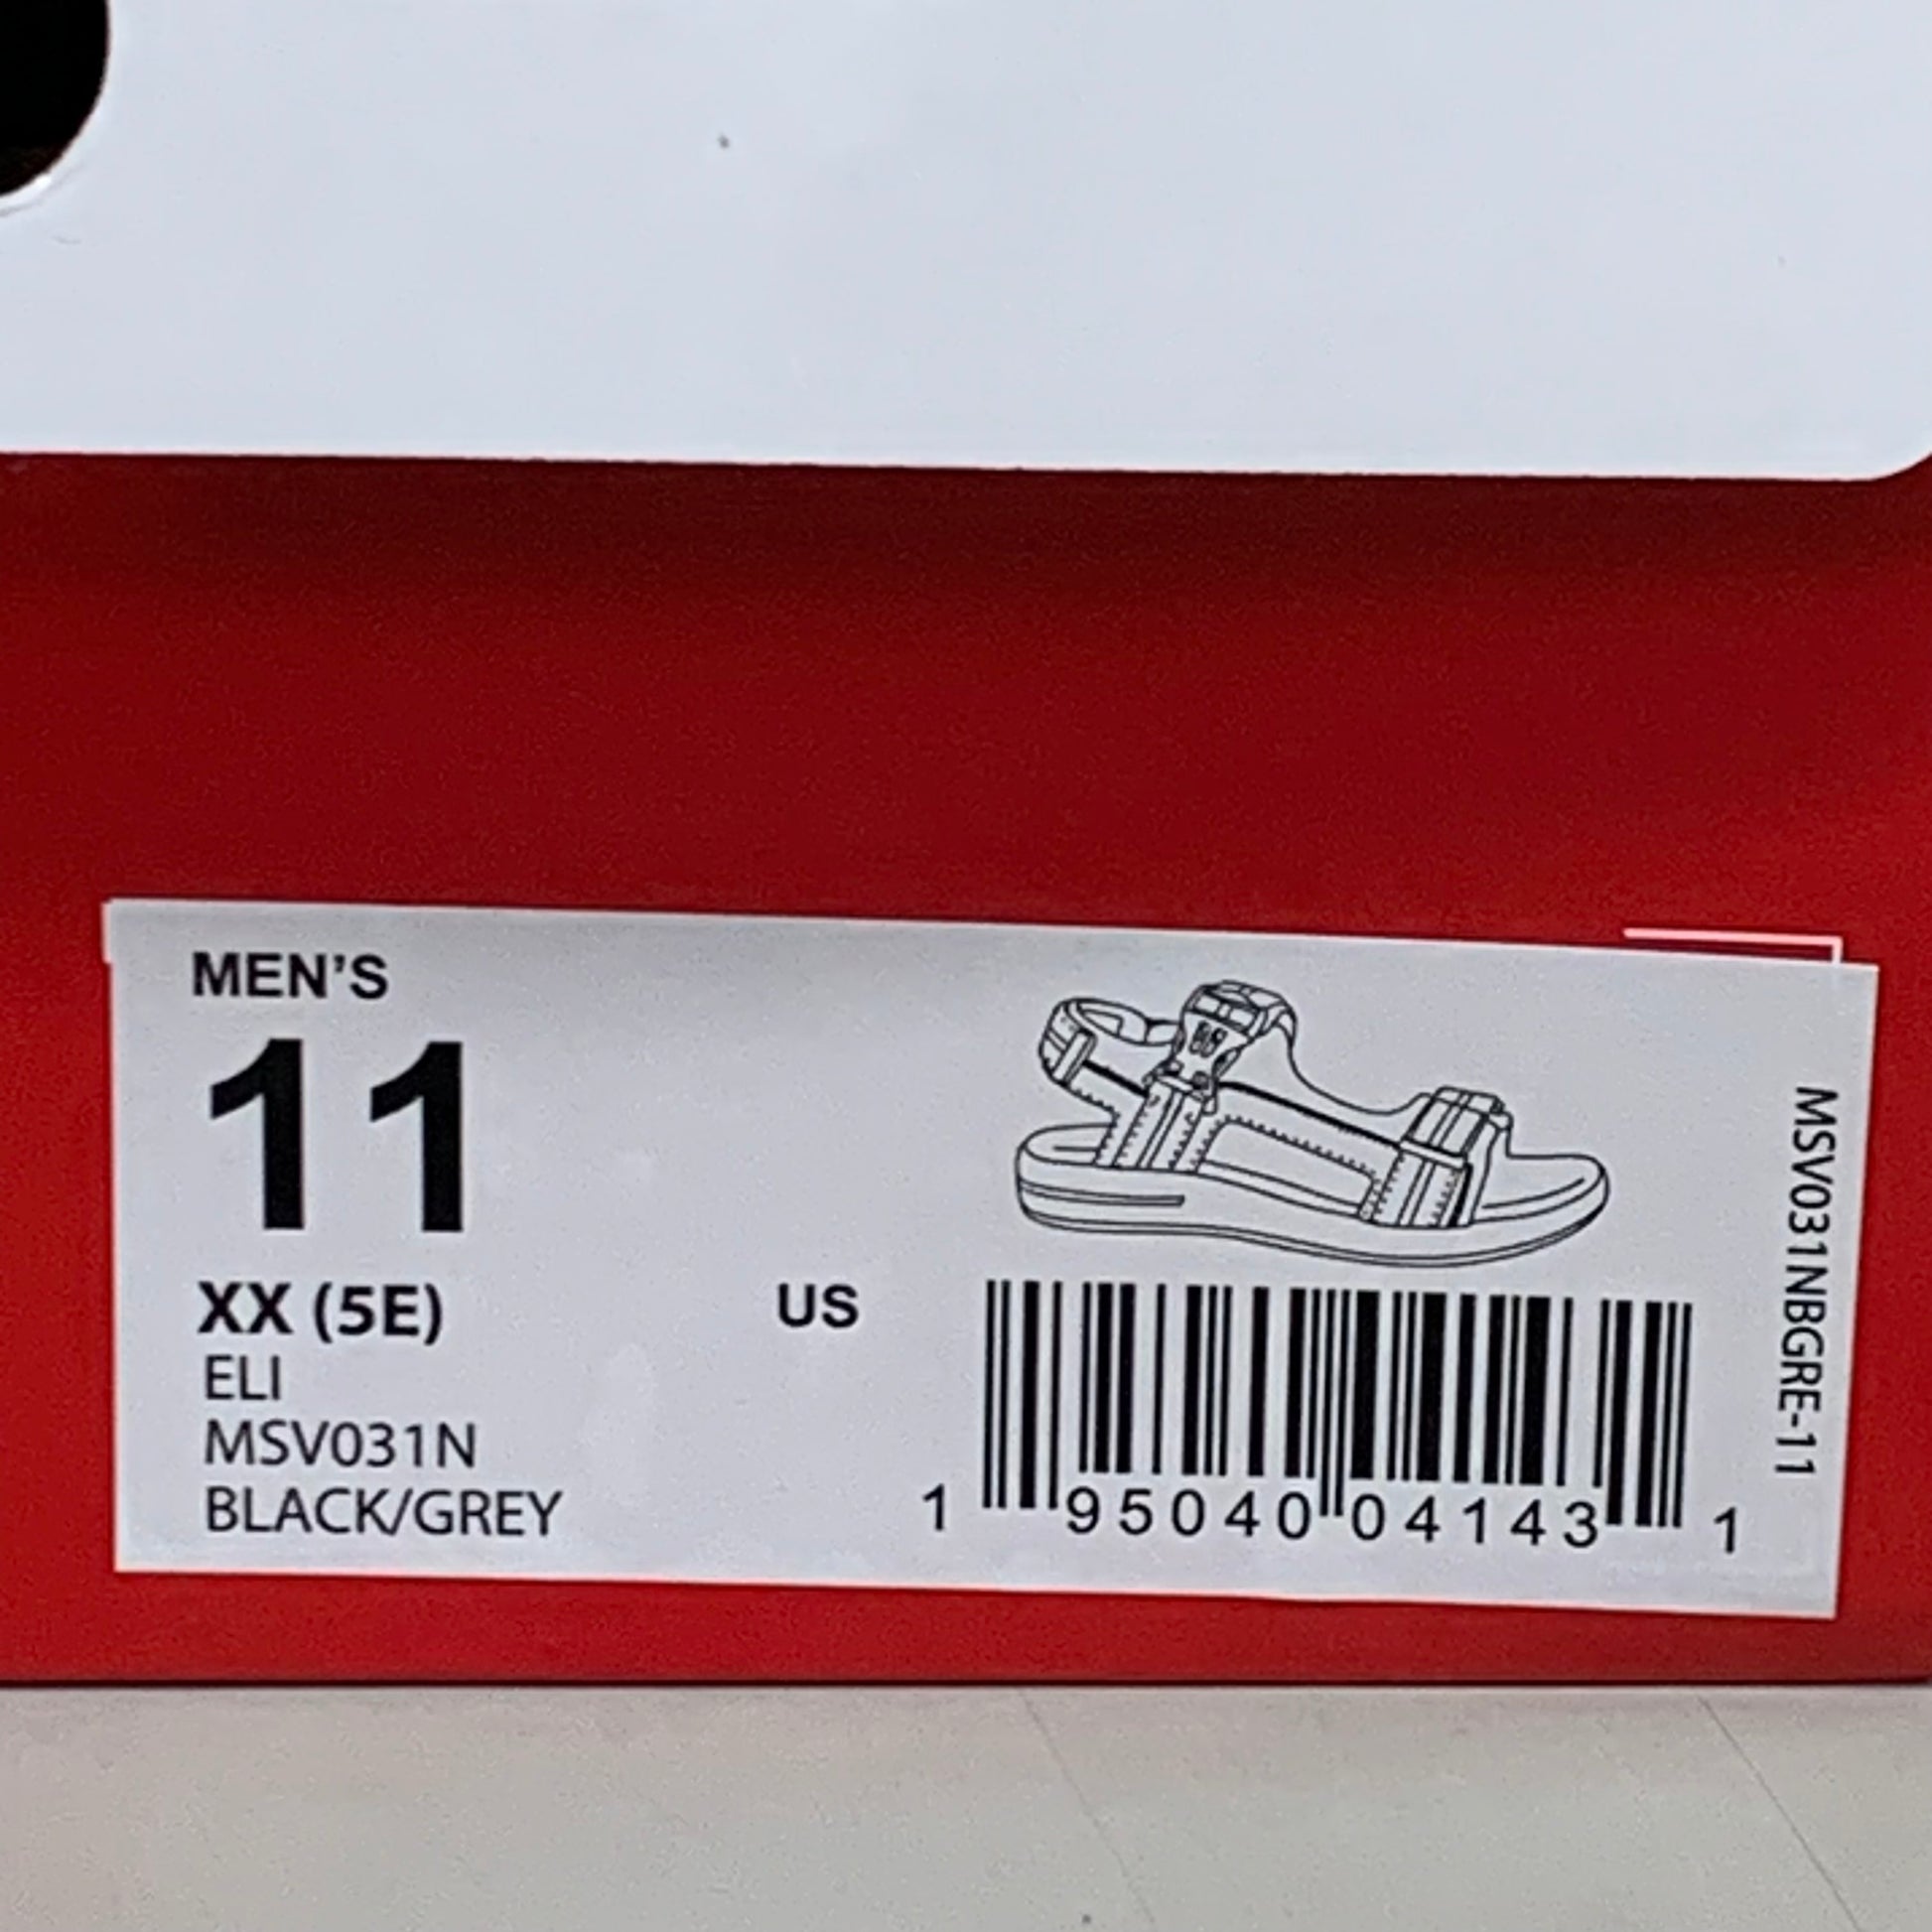 MEN'S
11
XX (5E)
US
ELI
MSV031N
BLACK/GREY
1 95040 04143 1
MSV031NBGRE-11